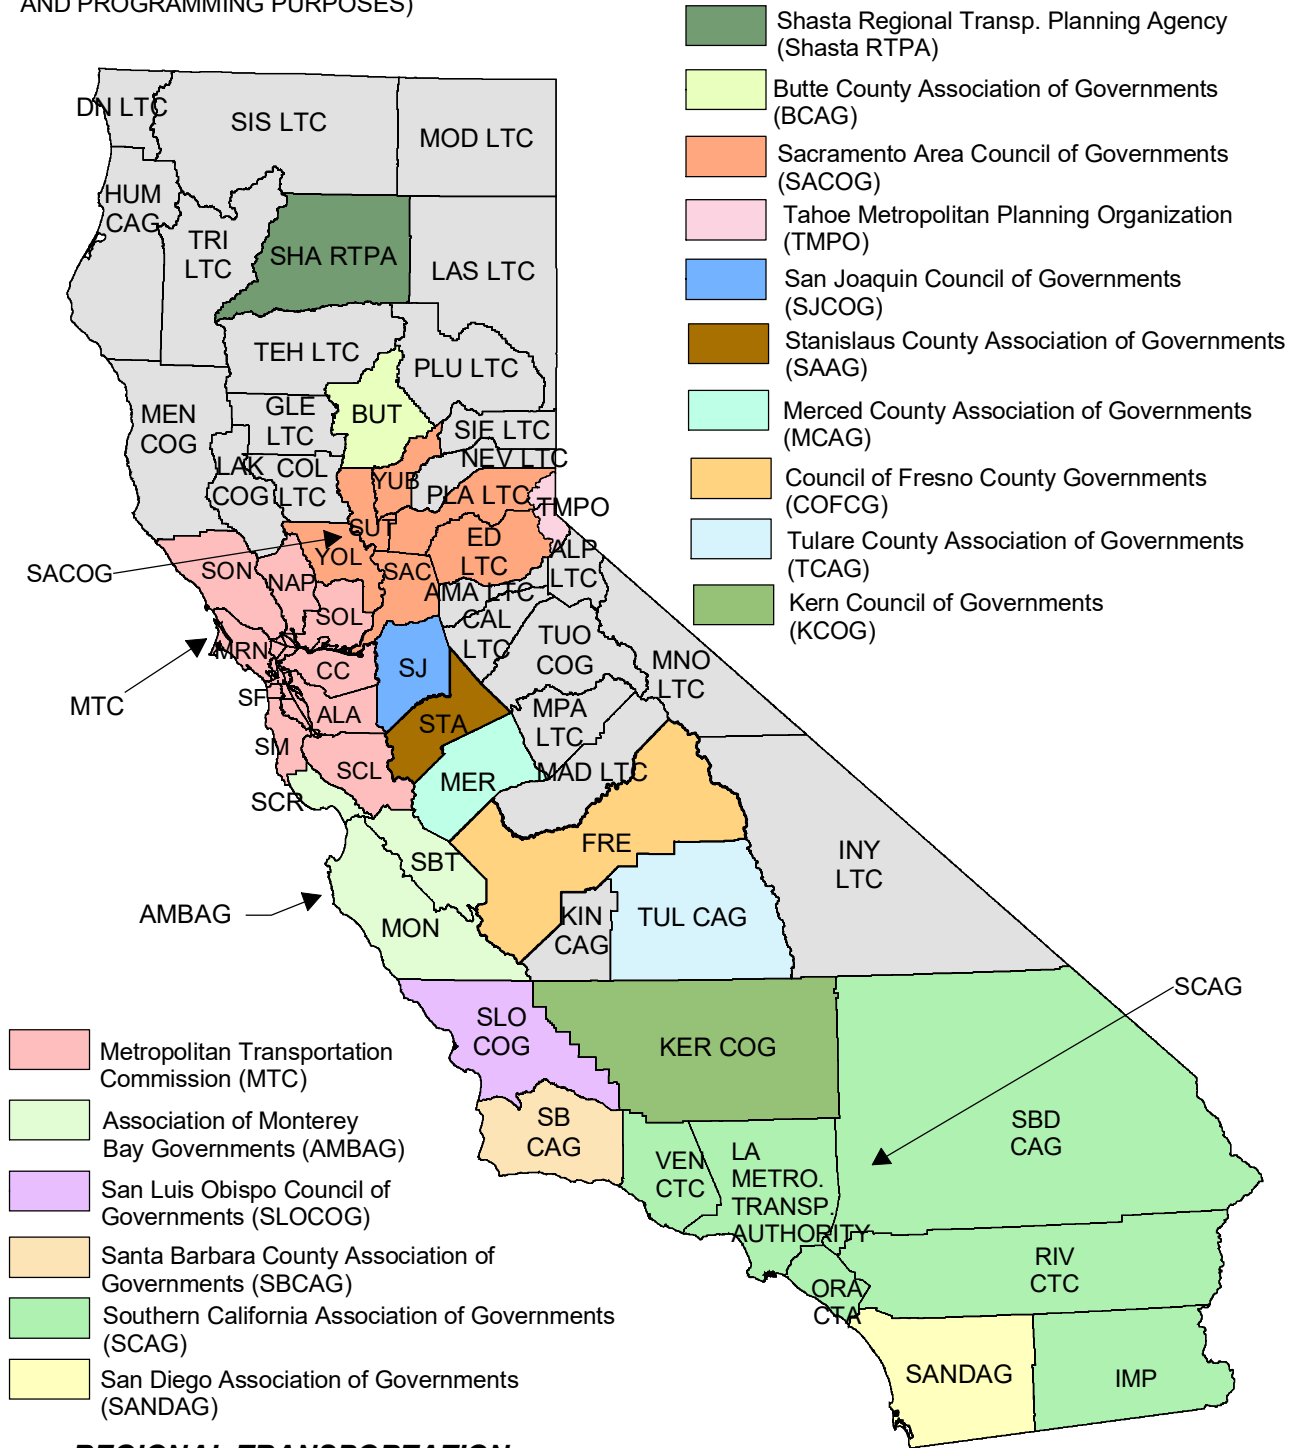 AND PROGRAMMING PURPOSES)
Shasta Regional Transp. Planning Agency
(Shasta RTPA)
Butte County Association of Governments
(BCAG)
Sacramento Area Council of Governments
(SACOG)
Tahoe Metropolitan Planning Organization
(TMPO)
San Joaquin Council of Governments
(SJCOG)
Stanislaus County Association of Governments
(SAAG)
Merced County Association of Governments
(MCAG)
Council of Fresno County Governments
(COFCG)
Tulare County Association of Governments
(TCAG)
Kern Council of Governments
(KCOG)
DN LTC
SIS LTC
MOD LTC
HUM
CAG
TRI
LTC
SHA RTPA
LAS LTC
TEH LTC
PLU LTC
MEN
COG
GLE
LTC
BUT
SIE LTC
LAK
COG
COL
LTC
YUB
NEV LTC
PLA LTC
TMPO
SUT
SACOG
YOL
ED
LTC
ALP
LTC
SON
NAP
SAC
AMA LTC
SOL
CAL
LTC
TUO
COG
MRN
CC
SJ
MNO
LTC
MTC
SF
ALA
STA
MPA
LTC
SM
SCL
MER
MAD LTC
SCR
FRE
SBT
INY
LTC
AMBAG
MON
KIN
CAG
TUL CAG
SCAG
SLO
COG
KER COG
SB
CAG
SBD
CAG
VEN
CTC
LA
METRO.
TRANSP.
AUTHORITY
RIV
CTC
ORA
CTA
SANDAG
IMP
Metropolitan Transportation
Commission (MTC)
Association of Monterey
Bay Governments (AMBAG)
San Luis Obispo Council of
Governments (SLOCOG)
Santa Barbara County Association of
Governments (SBCAG)
Southern California Association of Governments
(SCAG)
San Diego Association of Governments
(SANDAG)
REGIONAL TRANSPORTATION